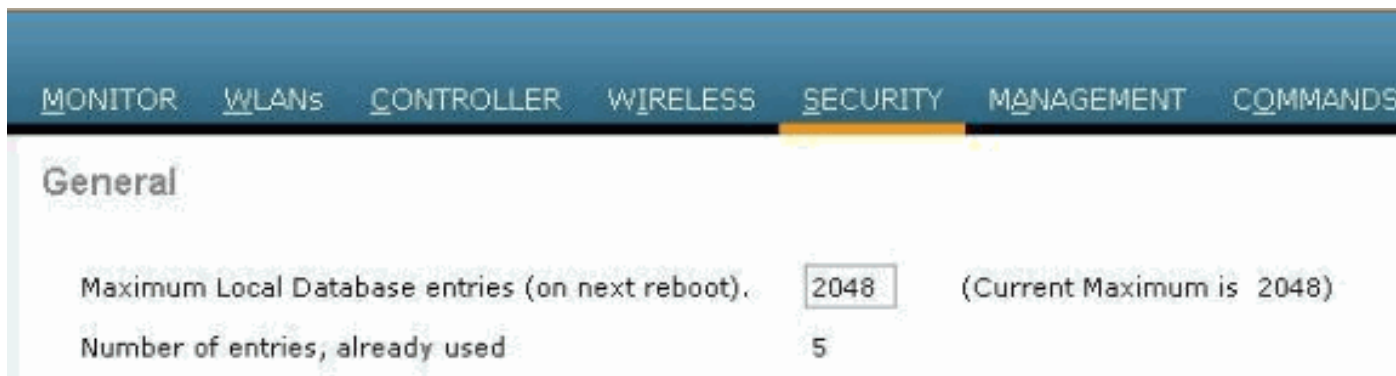 MONITOR WLANs CONTROLLER WIRELESS SECURITY MANAGEMENT COMMANDS
General
Maximum Local Database entries (on next reboot). 2048 (Current Maximum is 2048)
Number of entries, already used 5